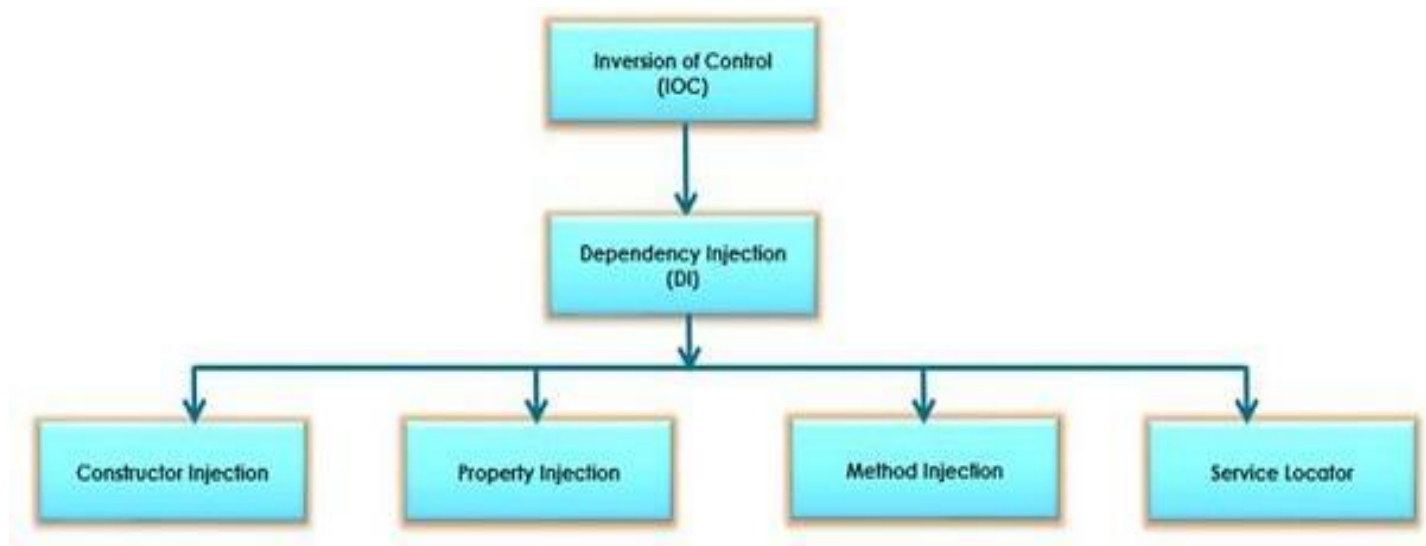 Inversion of Control
(IOC)
Dependency Injection
(DI)
Constructor Injection
Property Injection
Method Injection
Service Locator